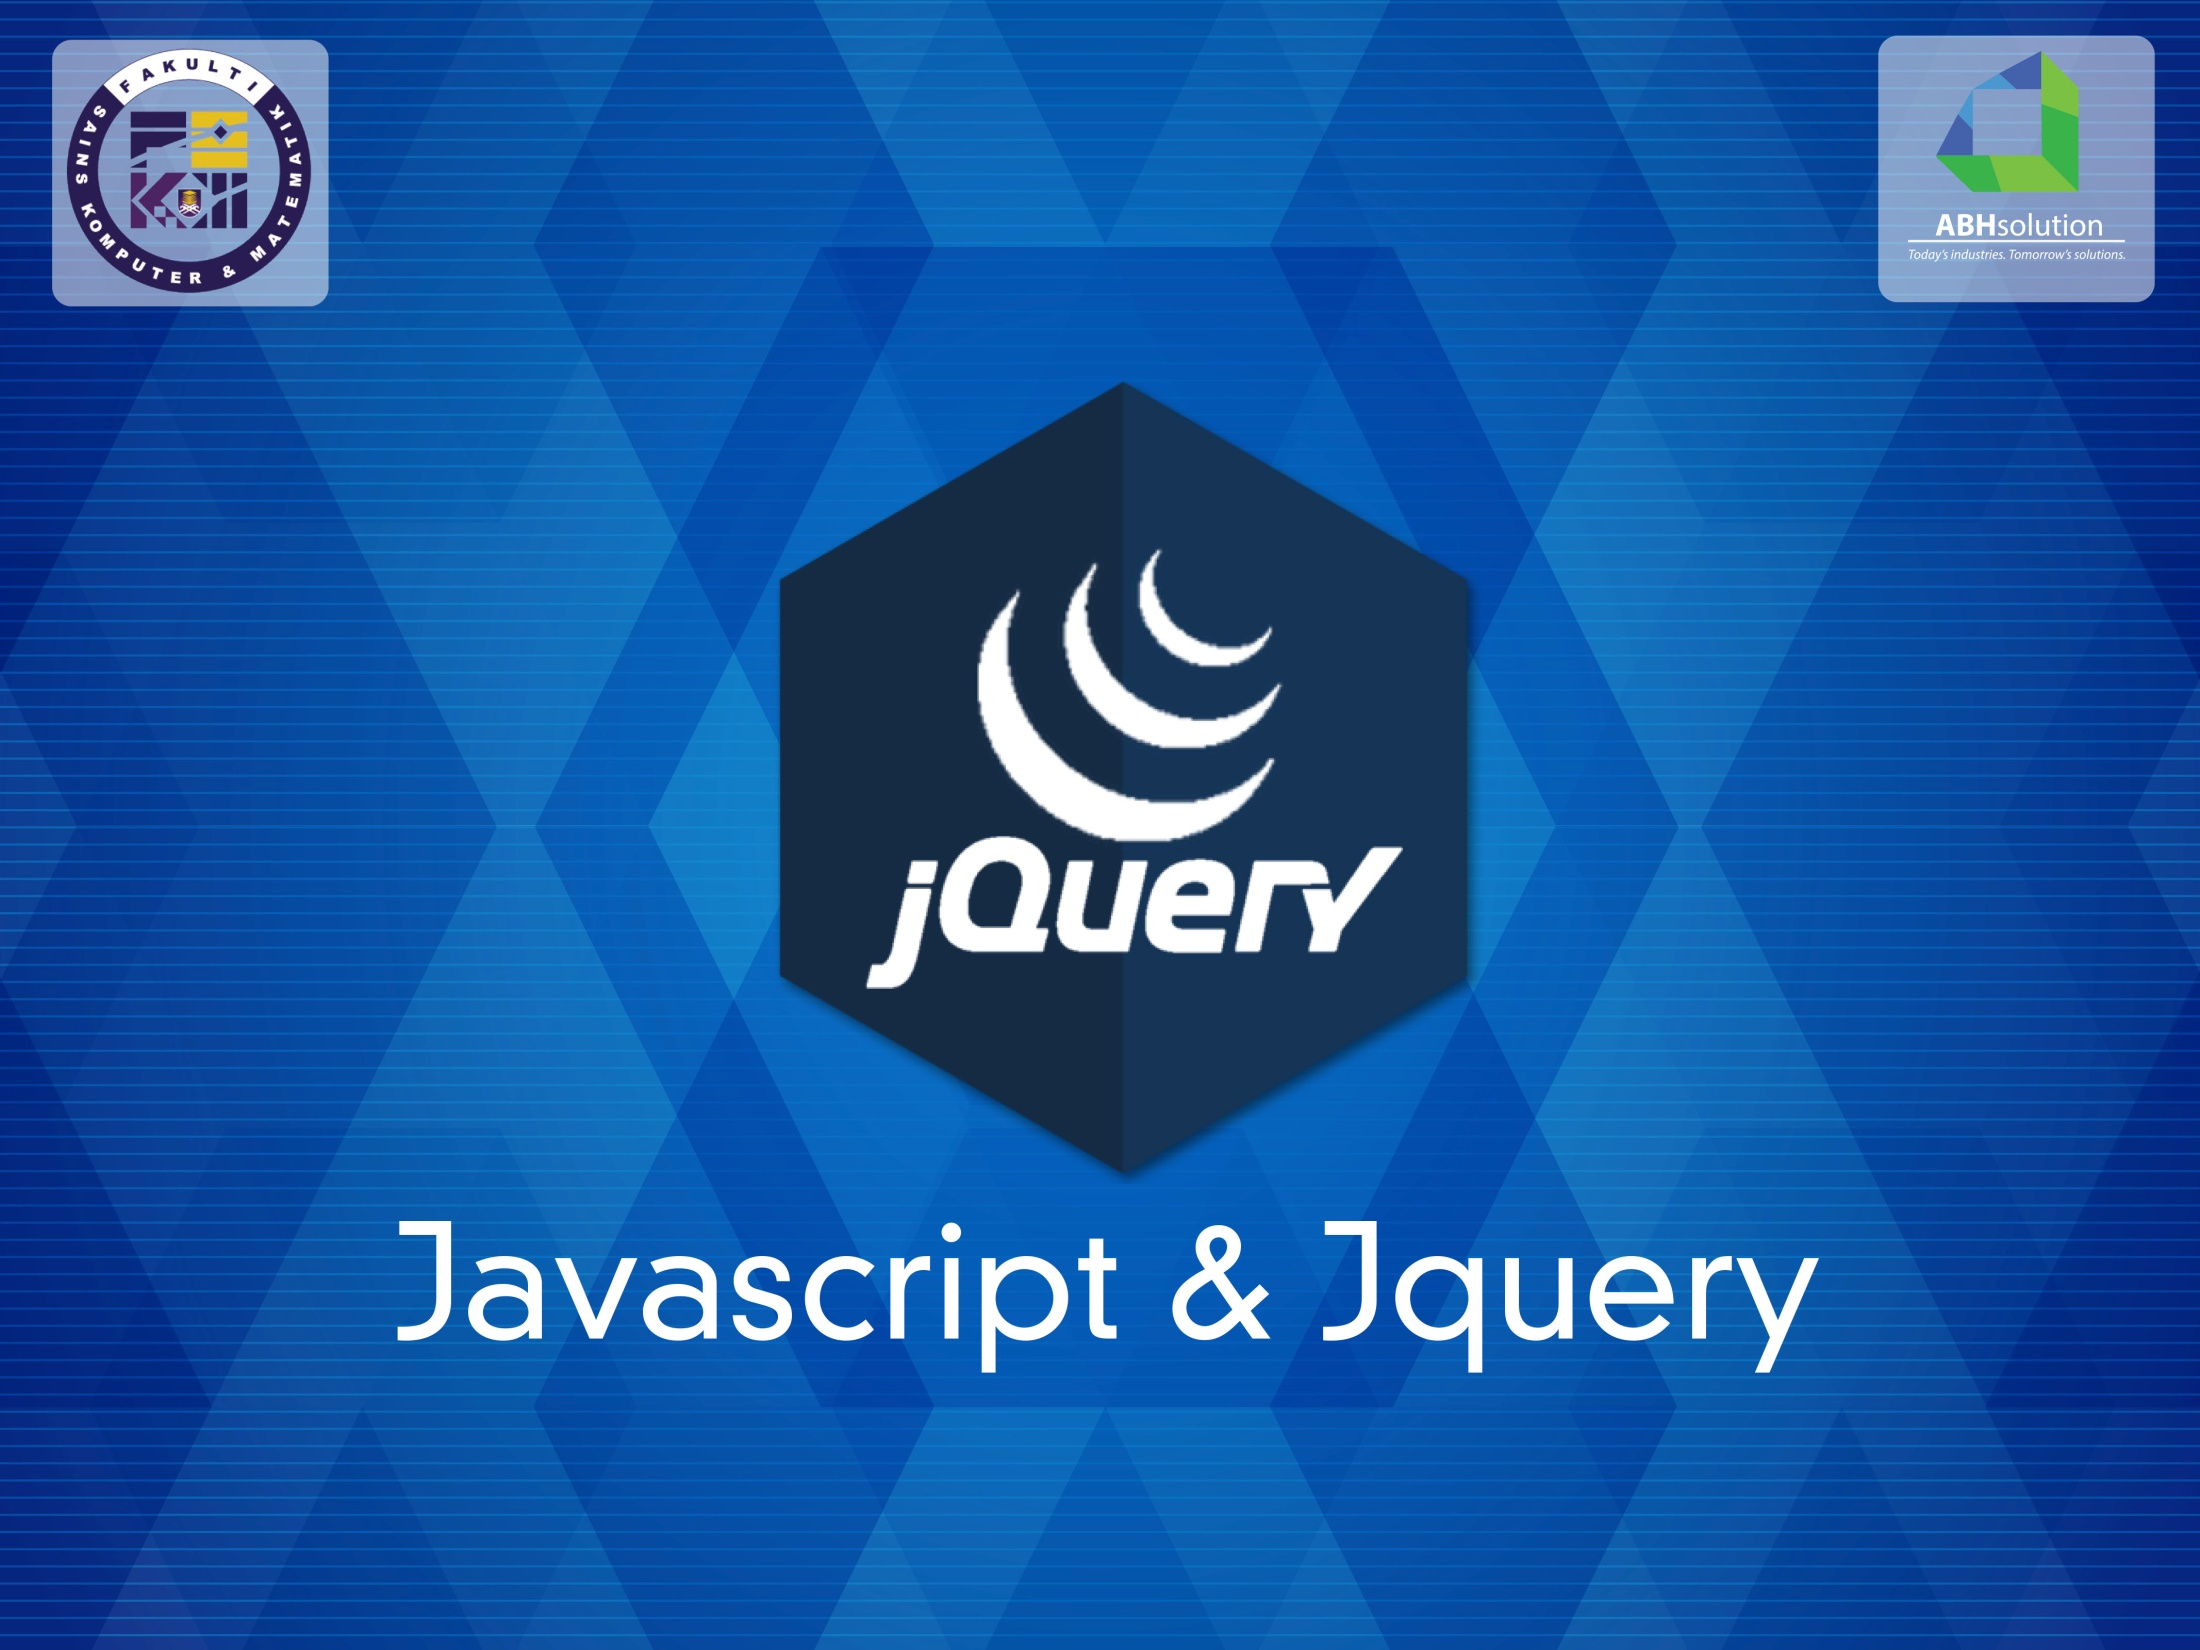 FAKULTI
SAINS KOMPUTER & MATEMATIK
ABHsolution
Today's industries. Tomorrow's solutions.
jQuery
Javascript & Jquery